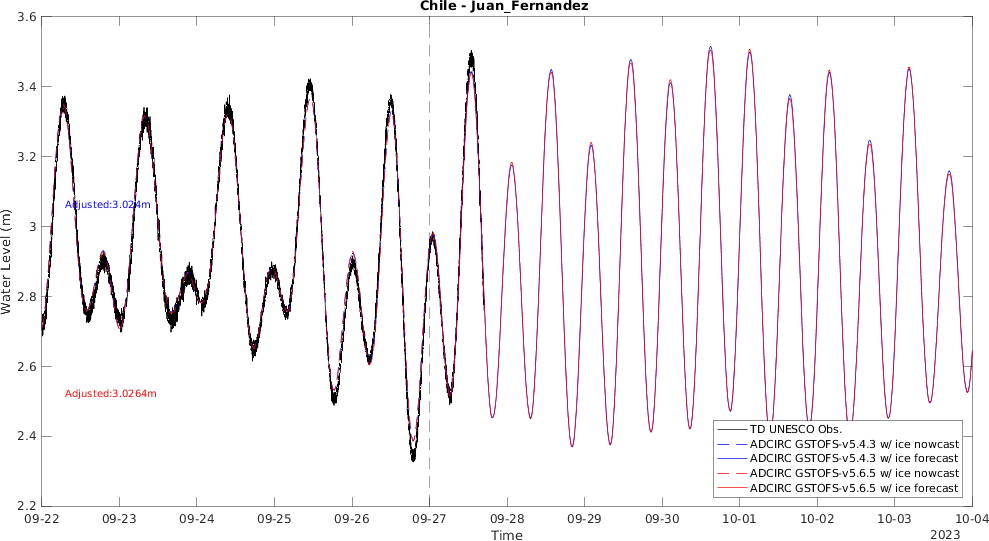 Chile - Juan_Fernandez
3.6
3.4
3.2
3
2.8
2.6
2.4
2.2
Water Level (m)
Adjusted:3.024m
Adjusted:3.0264m
TD UNESCO Obs.
ADCIRC GSTOFS-v5.4.3 w/ ice nowcast
ADCIRC GSTOFS-v5.4.3 w/ ice forecast
ADCIRC GSTOFS-v5.6.5 w/ ice nowcast
ADCIRC GSTOFS-v5.6.5 w/ ice forecast
09-22 09-23 09-24 09-25 09-26 09-27 09-28 09-29 09-30 10-01 10-02 10-03 10-04
Time
2023